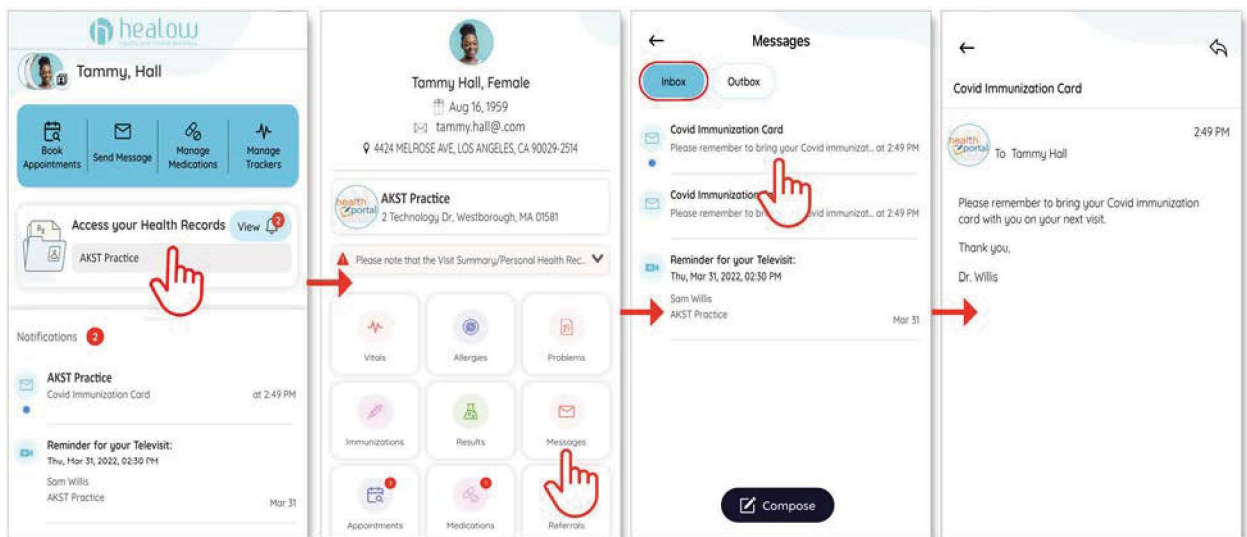 healow
Tammy, Hall
Book
Appointments
Send Message
Manage
Medications
Manage
Trackers
Access your Health Records
View
2
AKST Practice
Notifications 2
AKST Practice
Covid Immunization Card
at 2:49 PM
Reminder for your Televisit:
Thu, Mar 31, 2022, 02:30 PM
Sam Willis
AKST Practice
Mar 31
Tammy Hall, Female
Aug 16, 1959
tammy.hall@.com
4424 MELROSE AVE, LOS ANGELES, CA 90029-2514
health
portal
AKST Practice
2 Technology Dr, Westborough, MA 01581
Please note that the Visit Summary/Personal Health Rec..
Vitals
Allergies
Problems
Immunizations
Results
Messages
1
1
Appointments
Medications
Referrals
Messages
Inbox
Outbox
Covid Immunization Card
Please remember to bring your Covid immunizat.. at 2:49 PM
Covid Immunization
Please remember to vid immunizat.. at 2:49 PM
Reminder for your Televisit:
Thu, Mar 31, 2022, 02:30 PM
Sam Willis
AKST Practice
Mar 31
Compose
Covid Immunization Card
health
portal
2:49 PM
To Tammy Hall
Please remember to bring your Covid immunization
card with you on your next visit.
Thank you,
Dr. Willis